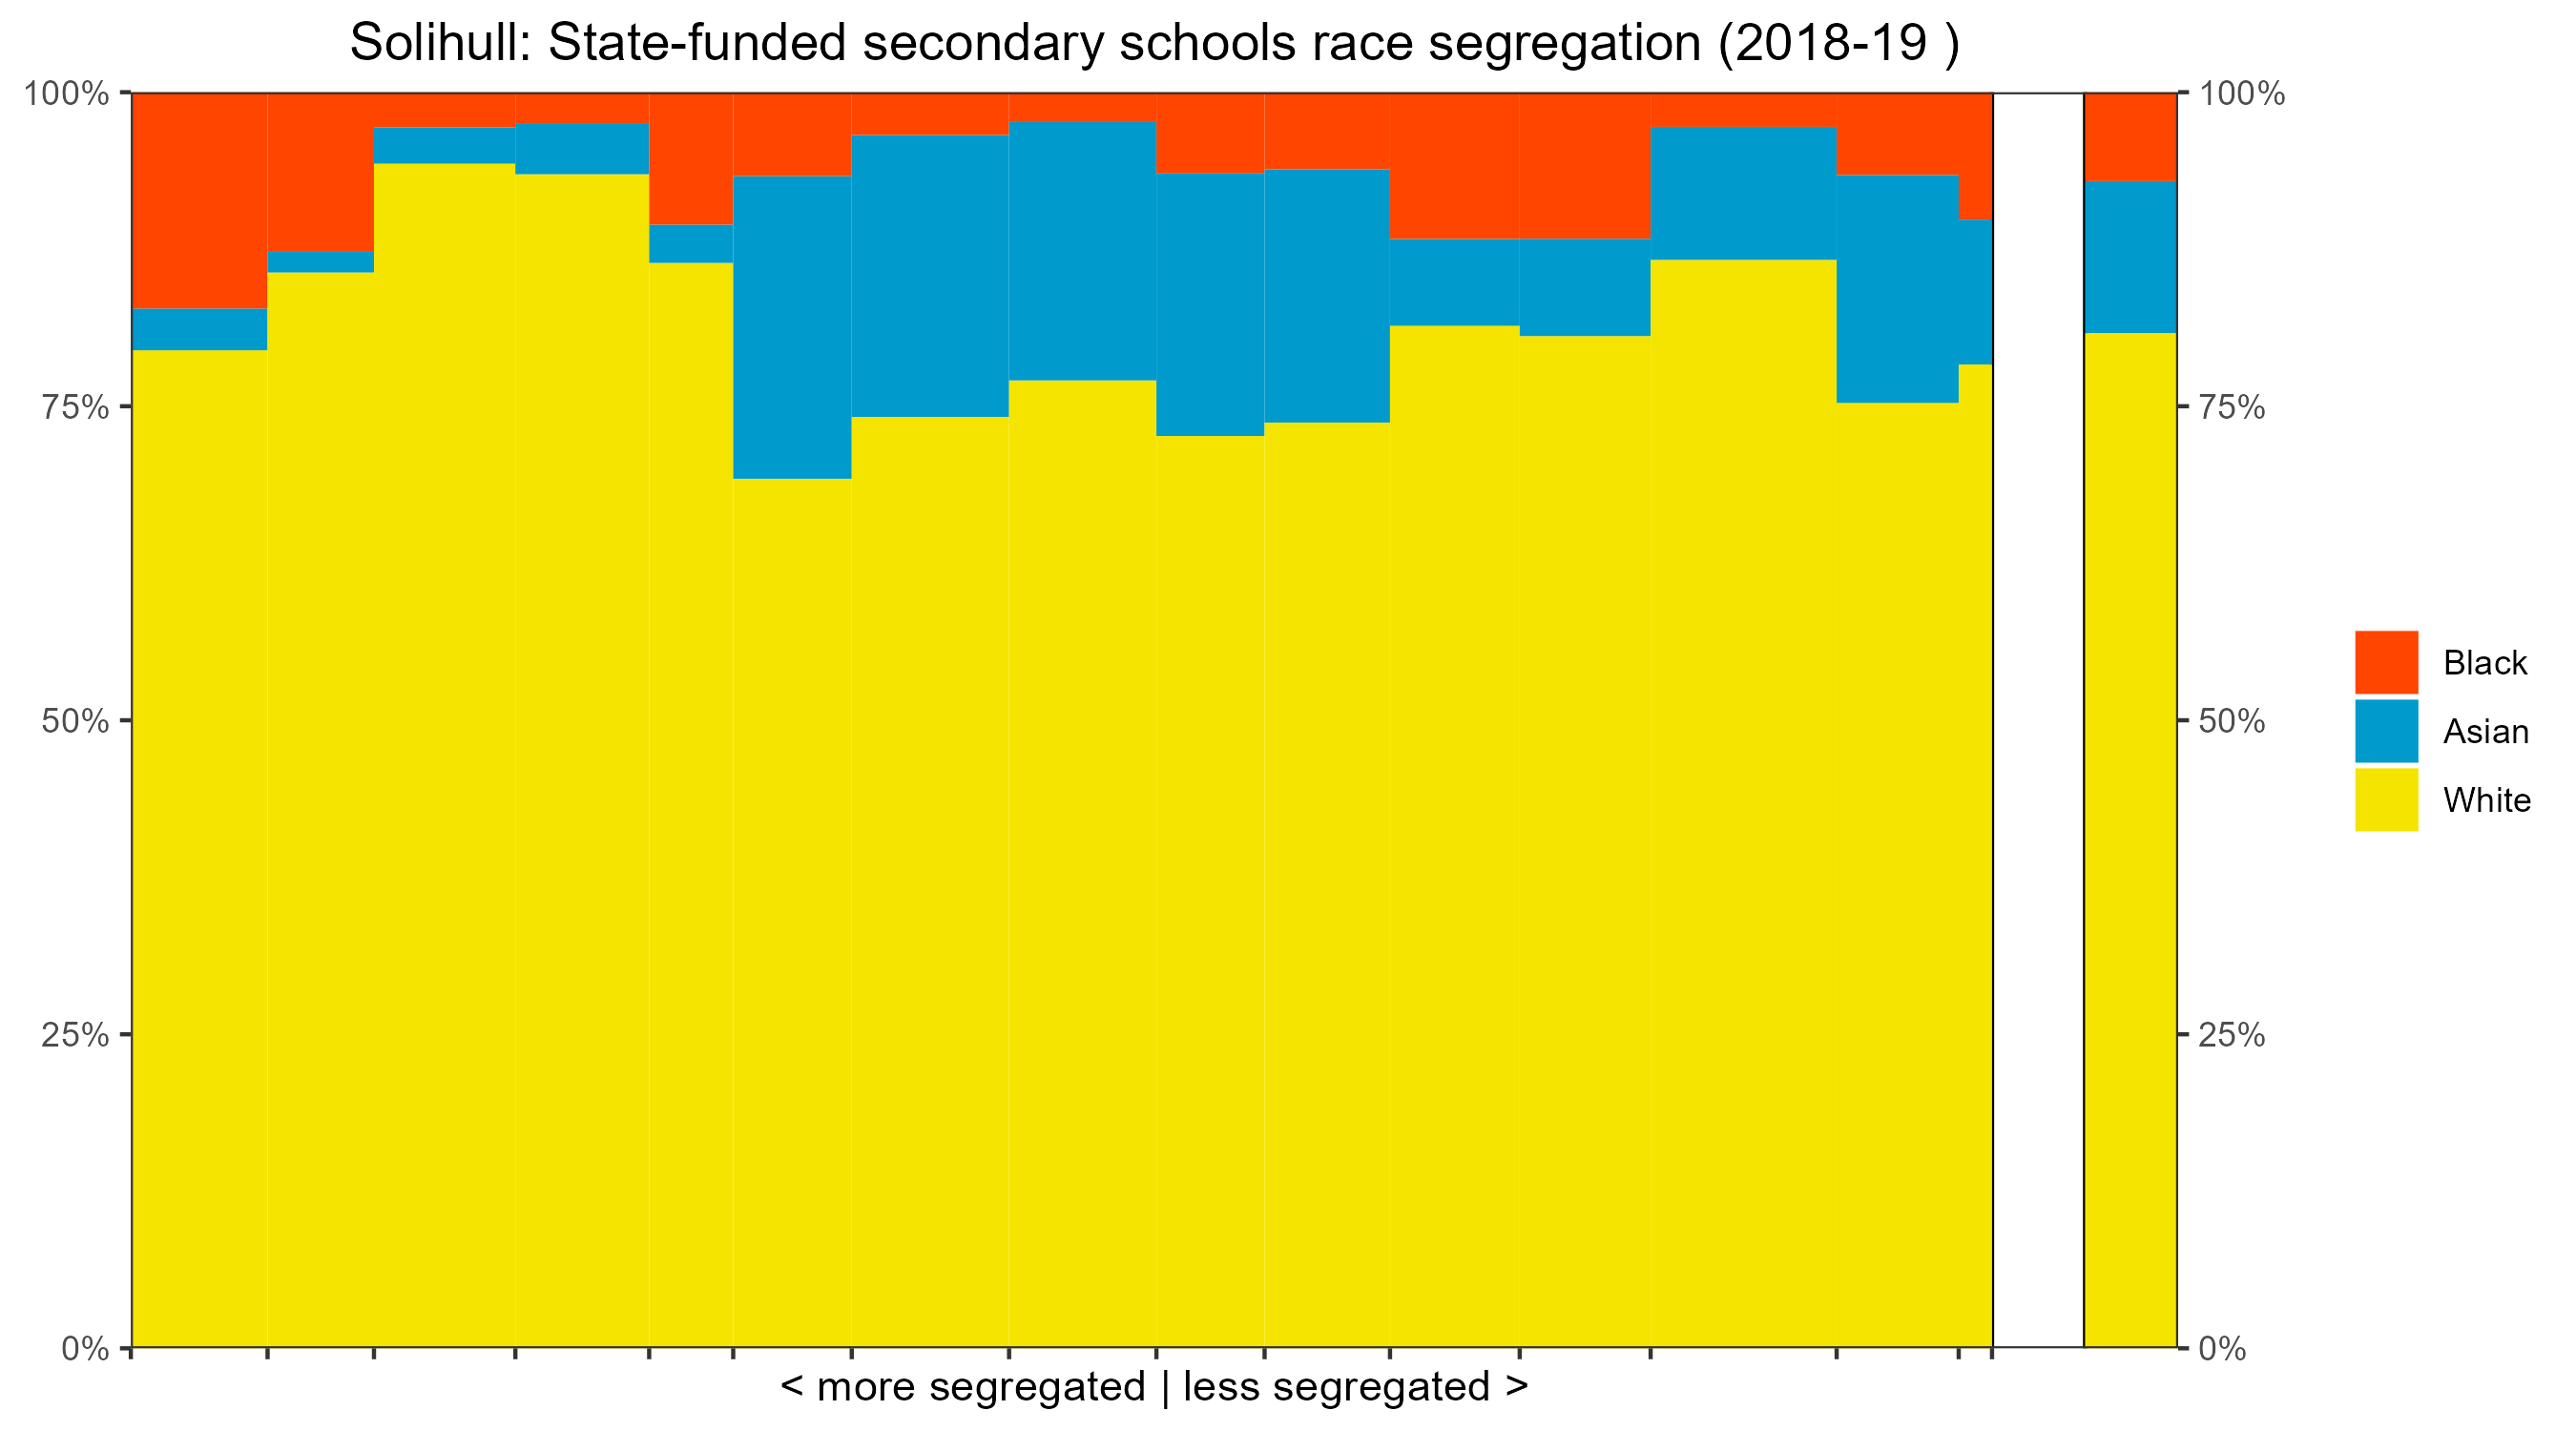 Solihull: State-funded secondary schools race segregation (2018-19 )
100%
75%
50%
25%
0%
100%
75%
50%
25%
0%
Black
Asian
White
< more segregated | less segregated >